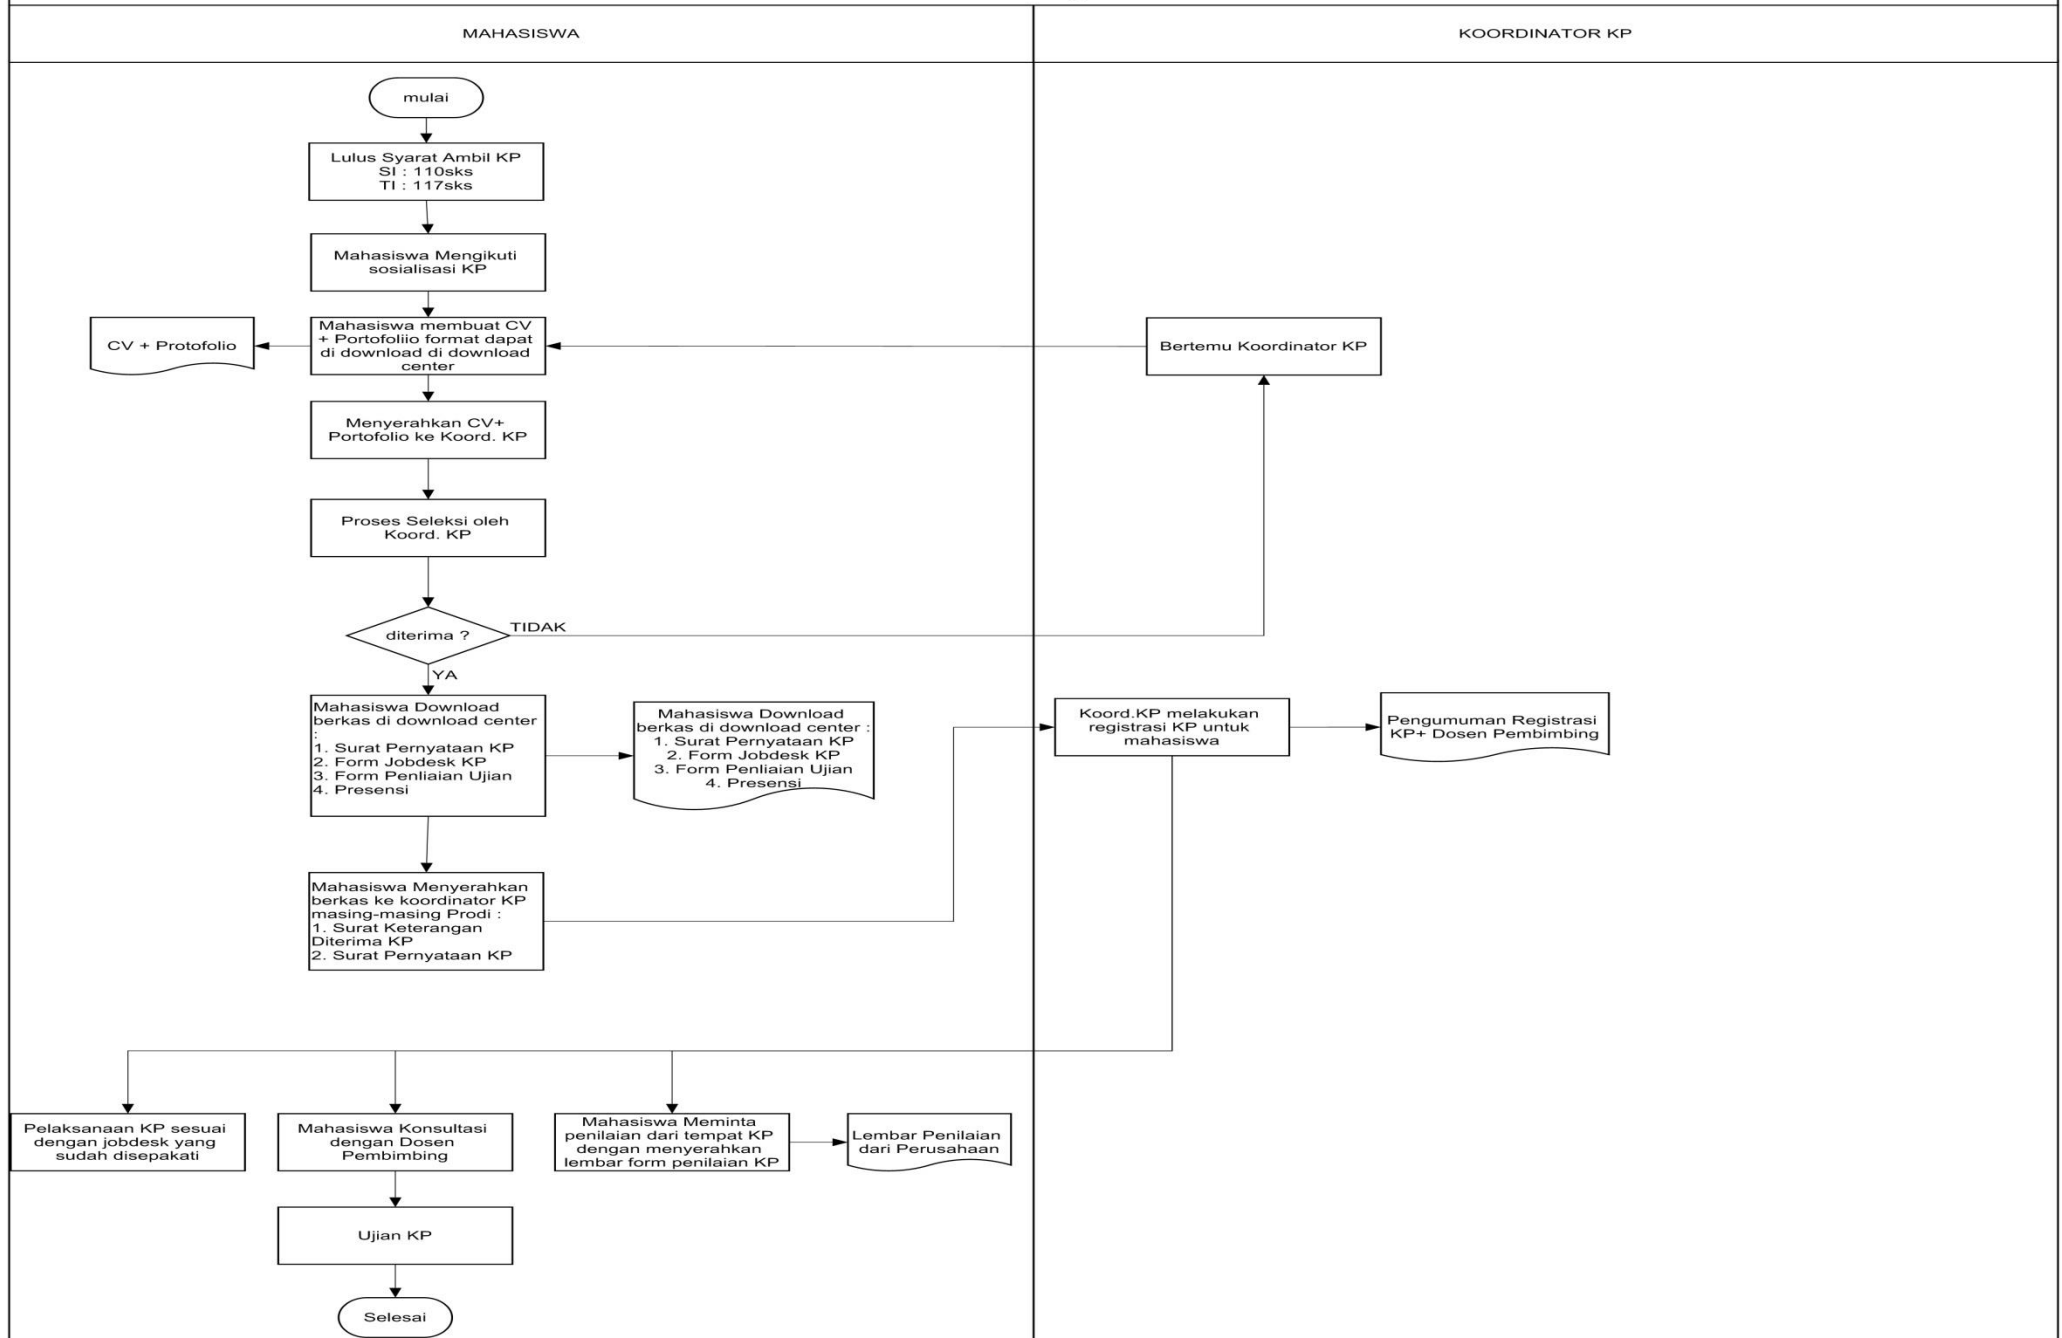 MAHASISWA
KOORDINATOR KP
mulai
Lulus Syarat Ambil KP
SI : 110sks
TI : 117sks
Mahasiswa Mengikuti
sosialisasi KP
CV + Protofolio
Mahasiswa membuat CV
+ Portofoliio format dapat
di download di download
center
Bertemu Koordinator KP
Menyerahkan CV+
Portofolio ke Koord. KP
Proses Seleksi oleh
Koord. KP
diterima ?
TIDAK
YA
Mahasiswa Download
berkas di download center
:
1. Surat Pernyataan KP
2. Form Jobdesk KP
3. Form Penliaian Ujian
4. Presensi
Mahasiswa Download
berkas di download center :
1. Surat Pernyataan KP
2. Form Jobdesk KP
3. Form Penliaian Ujian
4. Presensi
Koord.KP melakukan
registrasi KP untuk
mahasiswa
Pengumuman Registrasi
KP+ Dosen Pembimbing
Mahasiswa Menyerahkan
berkas ke koordinator KP
masing-masing Prodi :
1. Surat Keterangan
Diterima KP
2. Surat Pernyataan KP
Pelaksanaan KP sesuai
dengan jobdesk yang
sudah disepakati
Mahasiswa Konsultasi
dengan Dosen
Pembimbing
Mahasiswa Meminta
penilaian dari tempat KP
dengan menyerahkan
lembar form penilaian KP
Lembar Penilaian
dari Perusahaan
Ujian KP
Selesai